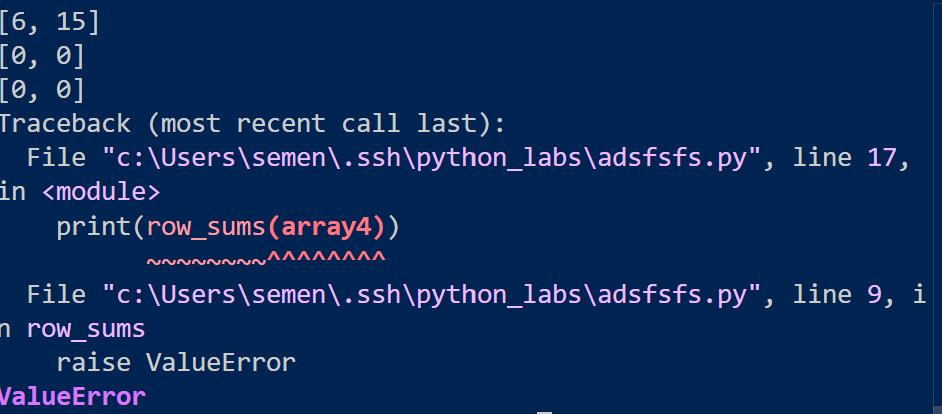 [6, 15]
[0, 0]
[0, 0]
Traceback (most recent call last):
  File "c:\Users\semen\.ssh\python_labs\adsfsfs.py", line 17,
in <module>
    print(row_sums(array4))
          ~~~~~~~~^^^^^^^^
  File "c:\Users\semen\.ssh\python_labs\adsfsfs.py", line 9, i
n row_sums
    raise ValueError
ValueError